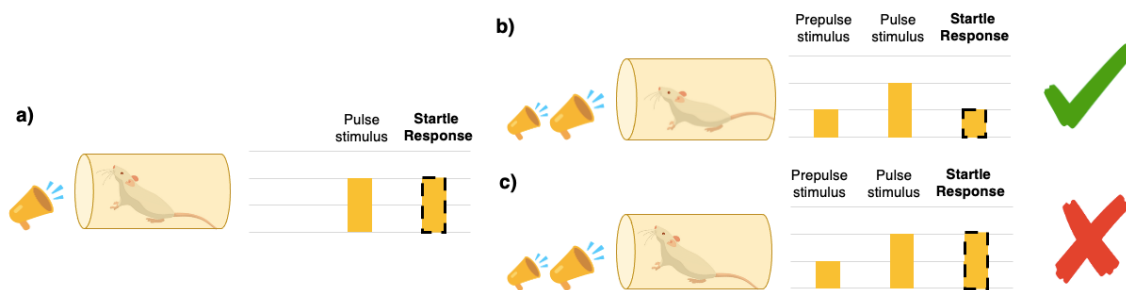 a)
Pulse
stimulus
Startle
Response
b)
Prepulse
stimulus
Pulse
stimulus
Startle
Response
c)
Prepulse
stimulus
Pulse
stimulus
Startle
Response